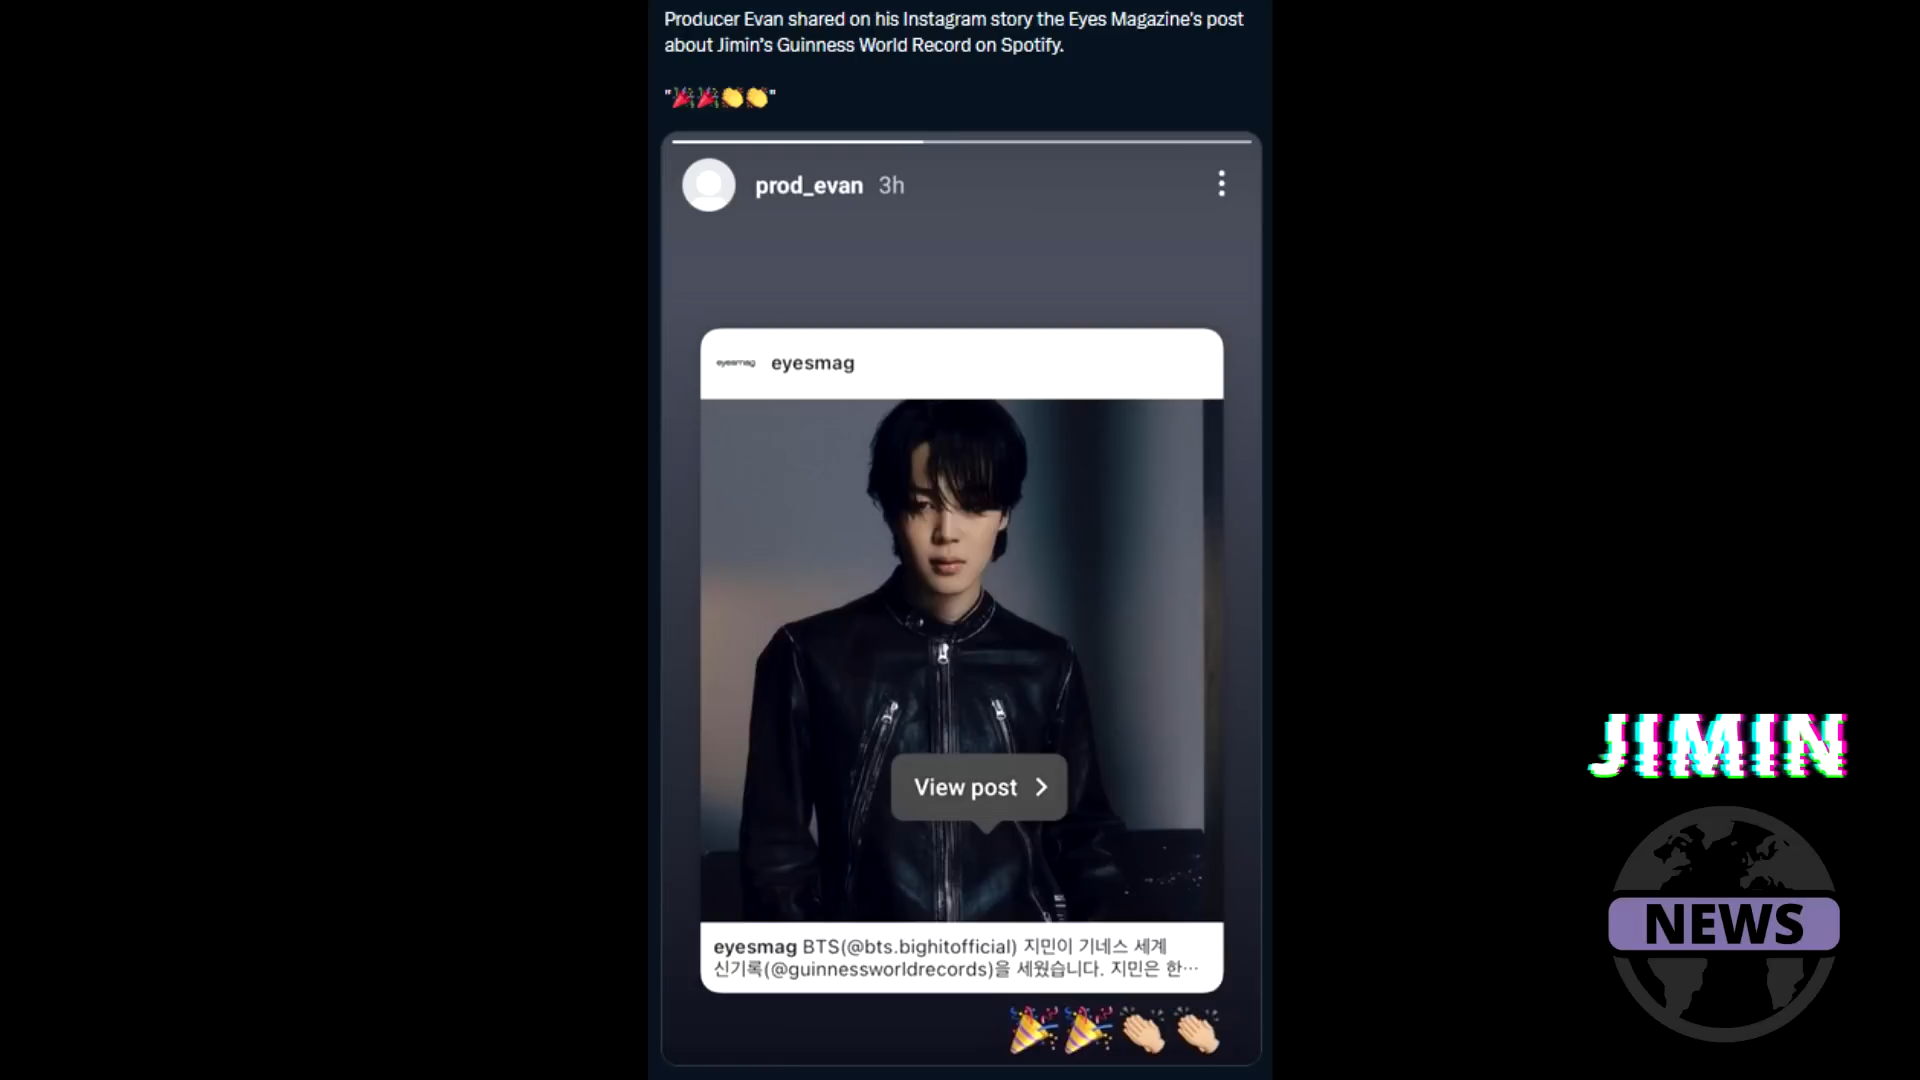 Producer Evan shared on his Instagram story the Eyes Magazine's post
about Jimin's Guinness World Record on Spotify.
"🎉🎉👏👏"
prod_evan 3h
eyesmag eyesmag
View post >
eyesmag BTS(@bts.bighitofficial) 지민이 기네스 세계
신기록(@guinnessworldrecords)을 세웠습니다. 지민은 한…
🎉🎉👏🏻👏🏻
JIMIN
NEWS